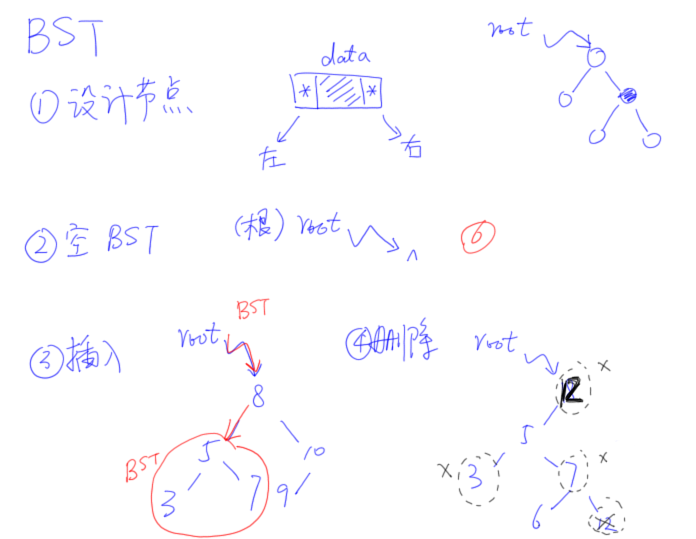 BST
① 设计节点
data
* *
左 右
root
② 空 BST
(根) root
^
6
③ 插入
root
BST
8
5 10
BST
3 7 9
④ 删除
root
12 x
5
x 3 7 x
6 12